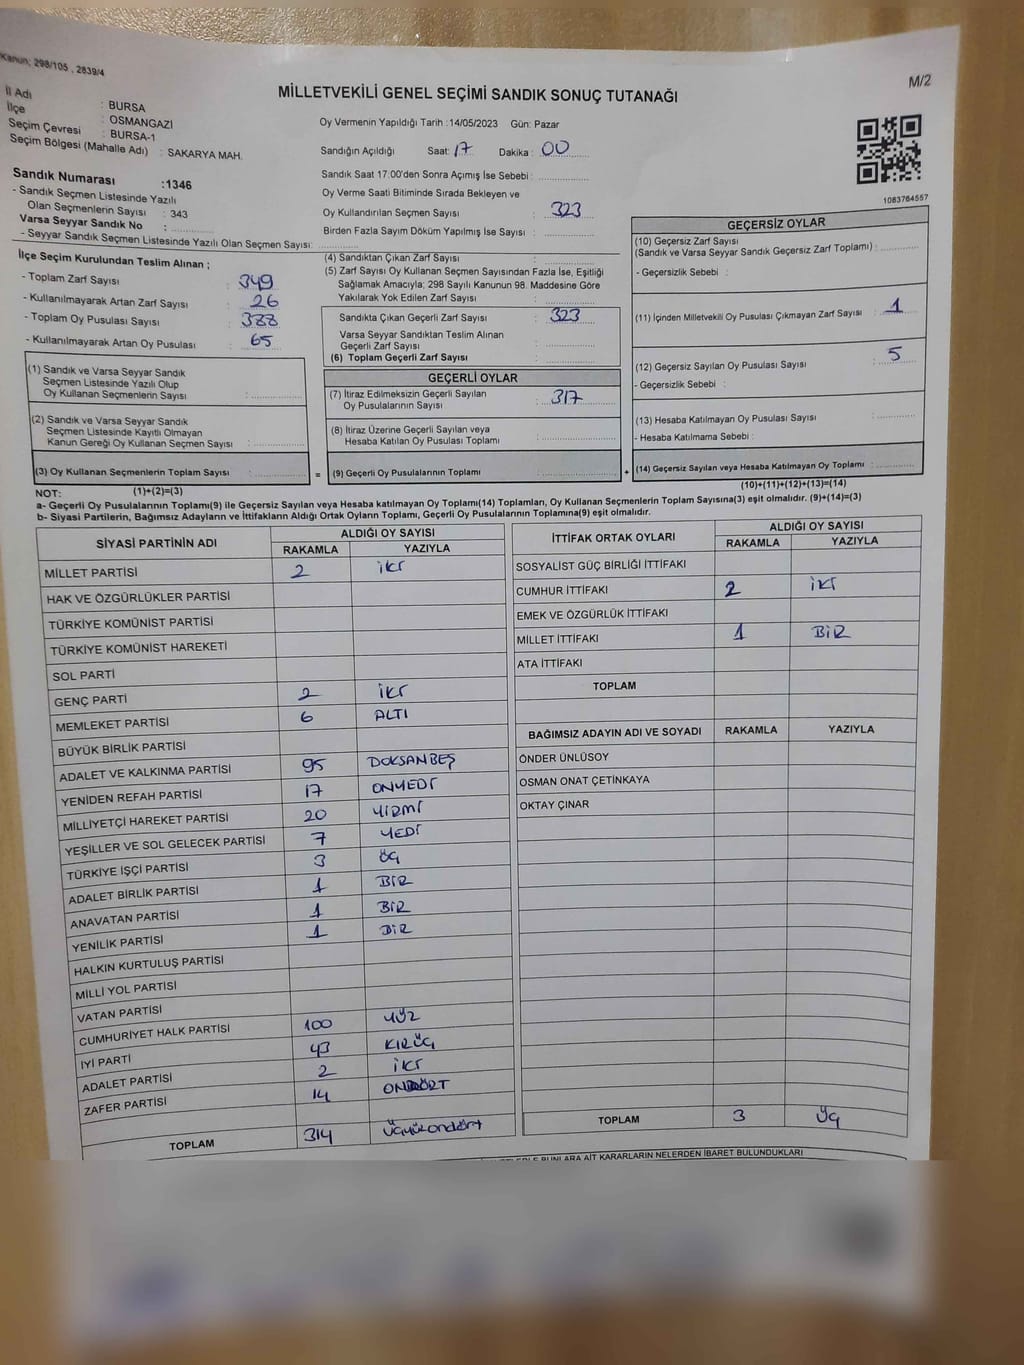 Kanun; 298/105 , 2839/4
M/2
MİLLETVEKİLİ GENEL SEÇİMİ SANDIK SONUÇ TUTANAĞI
İl Adı : BURSA
İlçe : OSMANGAZİ
Seçim Çevresi : BURSA-1
Seçim Bölgesi (Mahalle Adı) : SAKARYA MAH.
Oy Vermenin Yapıldığı Tarih :14/05/2023 Gün: Pazar
Sandığın Açıldığı Saat: 17 Dakika : 00
Sandık Saat 17:00'den Sonra Açımış İse Sebebi :
Oy Verme Saati Bitiminde Sırada Bekleyen ve
Oy Kullandırılan Seçmen Sayısı : 323
Birden Fazla Sayım Döküm Yapılmış İse Sayısı :
1083764557
Sandık Numarası :1346
- Sandık Seçmen Listesinde Yazılı
Olan Seçmenlerin Sayısı : 343
Varsa Seyyar Sandık No :
- Seyyar Sandık Seçmen Listesinde Yazılı Olan Seçmen Sayısı:
İlçe Seçim Kurulundan Teslim Alınan ;
- Toplam Zarf Sayısı : 349
- Kullanılmayarak Artan Zarf Sayısı : 26
- Toplam Oy Pusulası Sayısı : 388
- Kullanılmayarak Artan Oy Pusulası : 65
(4) Sandıktan Çıkan Zarf Sayısı :
(5) Zarf Sayısı Oy Kullanan Seçmen Sayısından Fazla İse, Eşitliği
Sağlamak Amacıyla; 298 Sayılı Kanunun 98. Maddesine Göre
Yakılarak Yok Edilen Zarf Sayısı :
Sandıkta Çıkan Geçerli Zarf Sayısı : 323
Varsa Seyyar Sandıktan Teslim Alınan
Geçerli Zarf Sayısı :
(6) Toplam Geçerli Zarf Sayısı :
GEÇERSİZ OYLAR
(10) Geçersiz Zarf Sayısı
(Sandık ve Varsa Seyyar Sandık Geçersiz Zarf Toplamı) :
- Geçersizlik Sebebi :
(11) İçinden Milletvekili Oy Pusulası Çıkmayan Zarf Sayısı : 1
(12) Geçersiz Sayılan Oy Pusulası Sayısı : 5
- Geçersizlik Sebebi :
(13) Hesaba Katılmayan Oy Pusulası Sayısı :
- Hesaba Katılmama Sebebi :
(14) Geçersiz Sayılan veya Hesaba Katılmayan Oy Toplamı :
(10)+(11)+(12)+(13)=(14)
(1) Sandık ve Varsa Seyyar Sandık
Seçmen Listesinde Yazılı Olup
Oy Kullanan Seçmenlerin Sayısı :
(2) Sandık ve Varsa Seyyar Sandık
Seçmen Listesinde Kayıtlı Olmayan
Kanun Gereği Oy Kullanan Seçmen Sayısı :
(3) Oy Kullanan Seçmenlerin Toplam Sayısı : =
(1)+(2)=(3)
GEÇERLİ OYLAR
(7) İtiraz Edilmeksizin Geçerli Sayılan
Oy Pusulalarının Sayısı : 317
(8) İtiraz Üzerine Geçerli Sayılan veya
Hesaba Katılan Oy Pusulası Toplamı :
(9) Geçerli Oy Pusulalarının Toplamı : +
NOT:
a- Geçerli Oy Pusulalarının Toplamı(9) ile Geçersiz Sayılan veya Hesaba katılmayan Oy Toplamı(14) Toplamları, Oy Kullanan Seçmenlerin Toplam Sayısına(3) eşit olmalıdır. (9)+(14)=(3)
b- Siyasi Partilerin, Bağımsız Adayların ve İttifakların Aldığı Ortak Oyların Toplamı, Geçerli Oy Pusulalarının Toplamına(9) eşit olmalıdır.
SİYASİ PARTİNİN ADI ALDIĞI OY SAYISI
RAKAMLA YAZIYLA
MİLLET PARTİSİ 2 İKİ
HAK VE ÖZGÜRLÜKLER PARTİSİ
TÜRKİYE KOMÜNİST PARTİSİ
TÜRKİYE KOMÜNİST HAREKETİ
SOL PARTİ
GENÇ PARTİ 2 İKİ
MEMLEKET PARTİSİ 6 ALTI
BÜYÜK BİRLİK PARTİSİ
ADALET VE KALKINMA PARTİSİ 95 DOKSANBEŞ
YENİDEN REFAH PARTİSİ 17 ONYEDİ
MİLLİYETÇİ HAREKET PARTİSİ 20 YİRMİ
YEŞİLLER VE SOL GELECEK PARTİSİ 7 YEDİ
TÜRKİYE İŞÇİ PARTİSİ 3 ÜÇ
ADALET BİRLİK PARTİSİ 1 BİR
ANAVATAN PARTİSİ 1 BİR
YENİLİK PARTİSİ 1 BİR
HALKIN KURTULUŞ PARTİSİ
MİLLİ YOL PARTİSİ
VATAN PARTİSİ
CUMHURİYET HALK PARTİSİ 100 YÜZ
İYİ PARTİ 43 KIRÜÇ
ADALET PARTİSİ 2 İKİ
ZAFER PARTİSİ 14 ONDÖRT
TOPLAM 314 üçyüzondört
İTTİFAK ORTAK OYLARI ALDIĞI OY SAYISI
RAKAMLA YAZIYLA
SOSYALİST GÜÇ BİRLİĞİ İTTİFAKI
CUMHUR İTTİFAKI 2 İKİ
EMEK VE ÖZGÜRLÜK İTTİFAKI
MİLLET İTTİFAKI 1 BİR
ATA İTTİFAKI
TOPLAM
BAĞIMSIZ ADAYIN ADI VE SOYADI RAKAMLA YAZIYLA
ÖNDER ÜNLÜSOY
OSMAN ONAT ÇETİNKAYA
OKTAY ÇINAR
TOPLAM 3 üç
BUNLARA AİT KARARLARIN NELERDEN İBARET BULUNDUKLARI